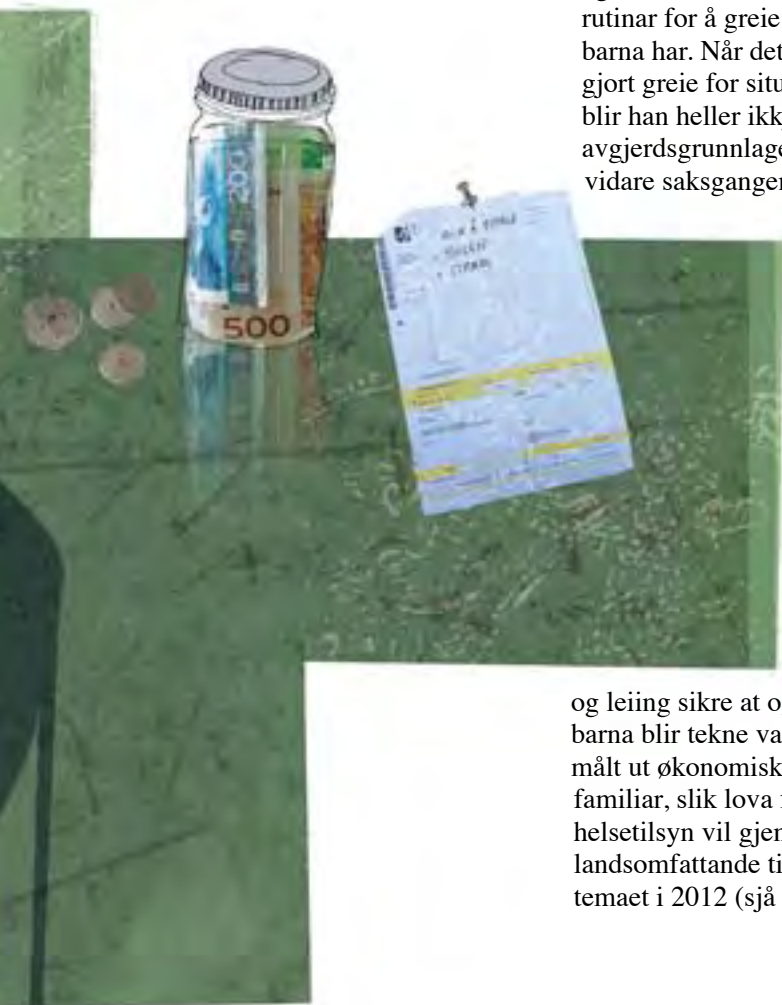 rutinar for å greie
barna har. Når det
gjort greie for situ
blir han heller ikk
avgjerdsgrunnlage
vidare saksgangen
200
500
og leiing sikre at o
barna blir tekne va
målt ut økonomisk
familiar, slik lova
helsetilsyn vil gjen
landsomfattande ti
temaet i 2012 (sjå